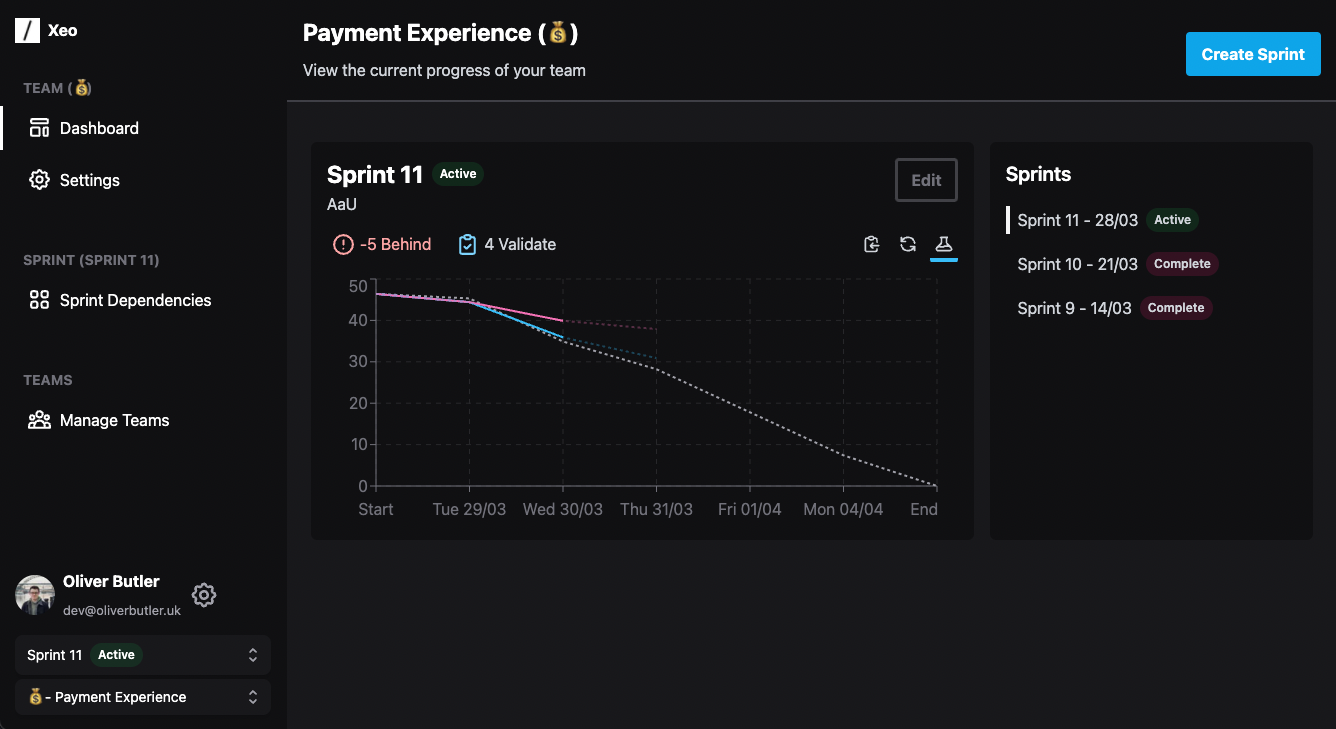 Xeo
TEAM (💰)
Dashboard
Settings
SPRINT (SPRINT 11)
Sprint Dependencies
TEAMS
Manage Teams
Oliver Butler
dev@oliverbutler.uk
Sprint 11 Active
💰- Payment Experience
Payment Experience (💰)
View the current progress of your team
Create Sprint
Sprint 11 Active
Edit
AaU
-5 Behind 4 Validate
50
40
30
20
10
0
Start Tue 29/03 Wed 30/03 Thu 31/03 Fri 01/04 Mon 04/04 End
Sprints
Sprint 11 - 28/03 Active
Sprint 10 - 21/03 Complete
Sprint 9 - 14/03 Complete